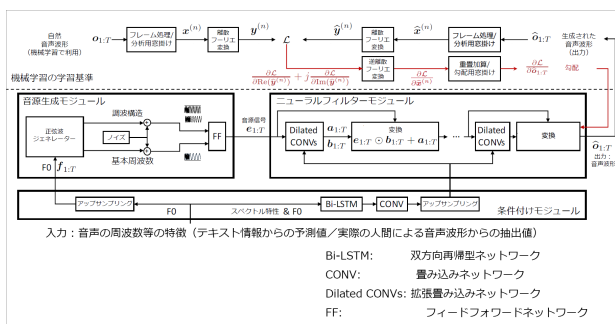 自然
音声波形
(機械学習で利用)
o1:T
フレーム処理/
分析用窓掛け
x(n)
離散
フーリエ
変換
y(n)
ℒ
ŷ(n)
離散
フーリエ
変換
x̂(n)
フレーム処理/
分析用窓掛け
ô1:T
生成された
音声波形
(出力)
∂ℒ/∂Re(ŷ(n)) + j ∂ℒ/∂Im(ŷ(n))
逆離散
フーリエ
変換
∂ℒ/∂x̂(n)
重畳加算/
勾配用窓掛け
∂ℒ/∂ô1:T
勾配
機械学習の学習基準
音源生成モジュール
調波構造
正弦波
ジェネレーター
ノイズ
基本周波数
FF
音源信号
e1:T
F0
f1:T
ニューラルフィルターモジュール
Dilated
CONVs
a1:T
b1:T
変換
e1:T ⊙ b1:T + a1:T
...
Dilated
CONVs
変換
ô1:T
出力:
音声波形
アップサンプリング
F0
スペクトル特性 & F0
Bi-LSTM
CONV
アップサンプリング
条件付けモジュール
入力:音声の周波数等の特徴(テキスト情報からの予測値/実際の人間による音声波形からの抽出値)
Bi-LSTM: 双方向再帰型ネットワーク
CONV: 畳み込みネットワーク
Dilated CONVs: 拡張畳み込みネットワーク
FF: フィードフォワードネットワーク